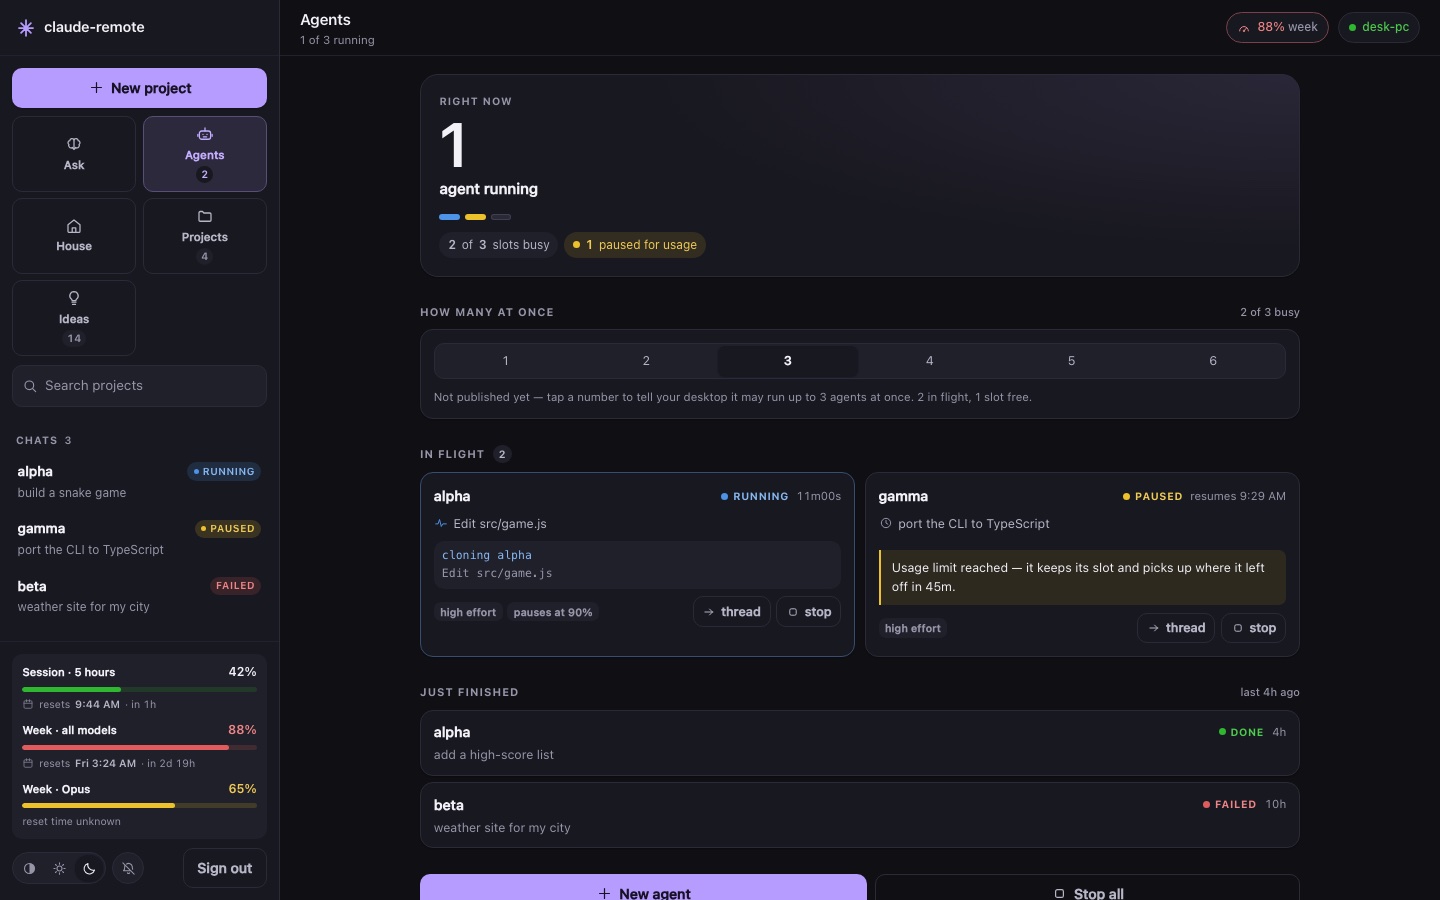 claude-remote
New project
Ask
Agents
2
House
Projects
4
Ideas
14
Search projects
CHATS 3
alpha RUNNING
build a snake game
gamma PAUSED
port the CLI to TypeScript
beta FAILED
weather site for my city
Session · 5 hours 42%
resets 9:44 AM · in 1h
Week · all models 88%
resets Fri 3:24 AM · in 2d 19h
Week · Opus 65%
reset time unknown
Sign out
Agents
1 of 3 running
88% week
desk-pc
RIGHT NOW
1
agent running
2 of 3 slots busy 1 paused for usage
HOW MANY AT ONCE 2 of 3 busy
1 2 3 4 5 6
Not published yet — tap a number to tell your desktop it may run up to 3 agents at once. 2 in flight, 1 slot free.
IN FLIGHT 2
alpha RUNNING 11m00s
Edit src/game.js
cloning alpha
Edit src/game.js
high effort pauses at 90% thread stop
gamma PAUSED resumes 9:29 AM
port the CLI to TypeScript
Usage limit reached — it keeps its slot and picks up where it left
off in 45m.
high effort thread stop
JUST FINISHED last 4h ago
alpha DONE 4h
add a high-score list
beta FAILED 10h
weather site for my city
New agent Stop all